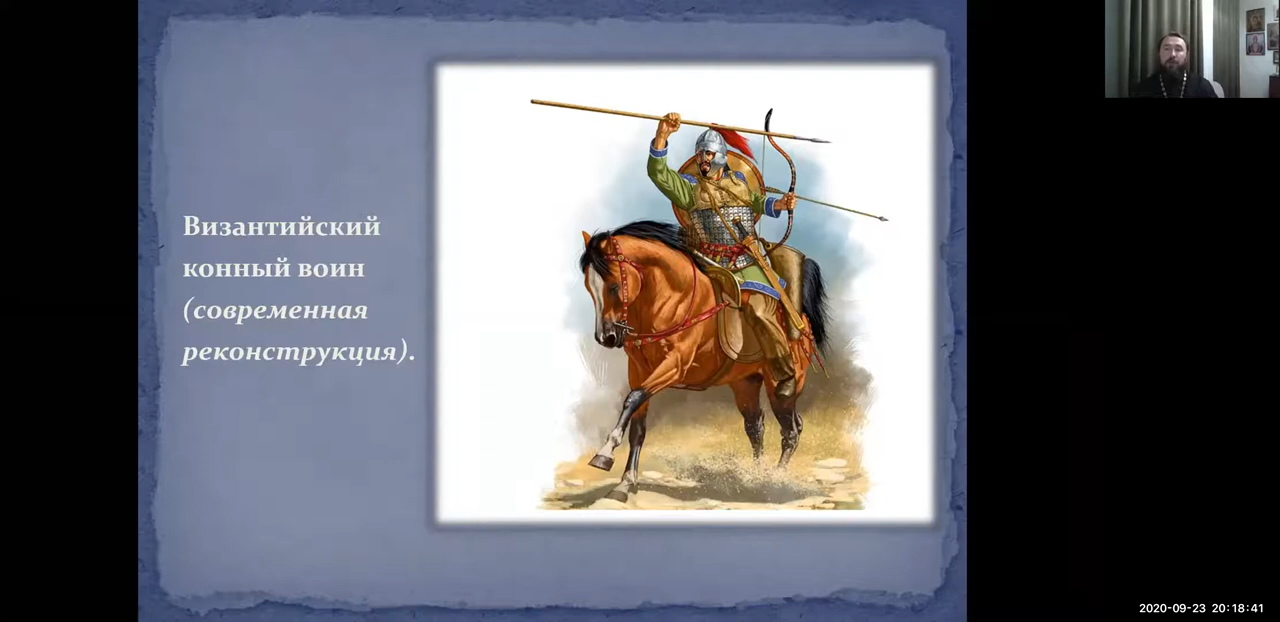 Византийский
конный воин
(современная
реконструкция).
2020-09-23 20:18:41